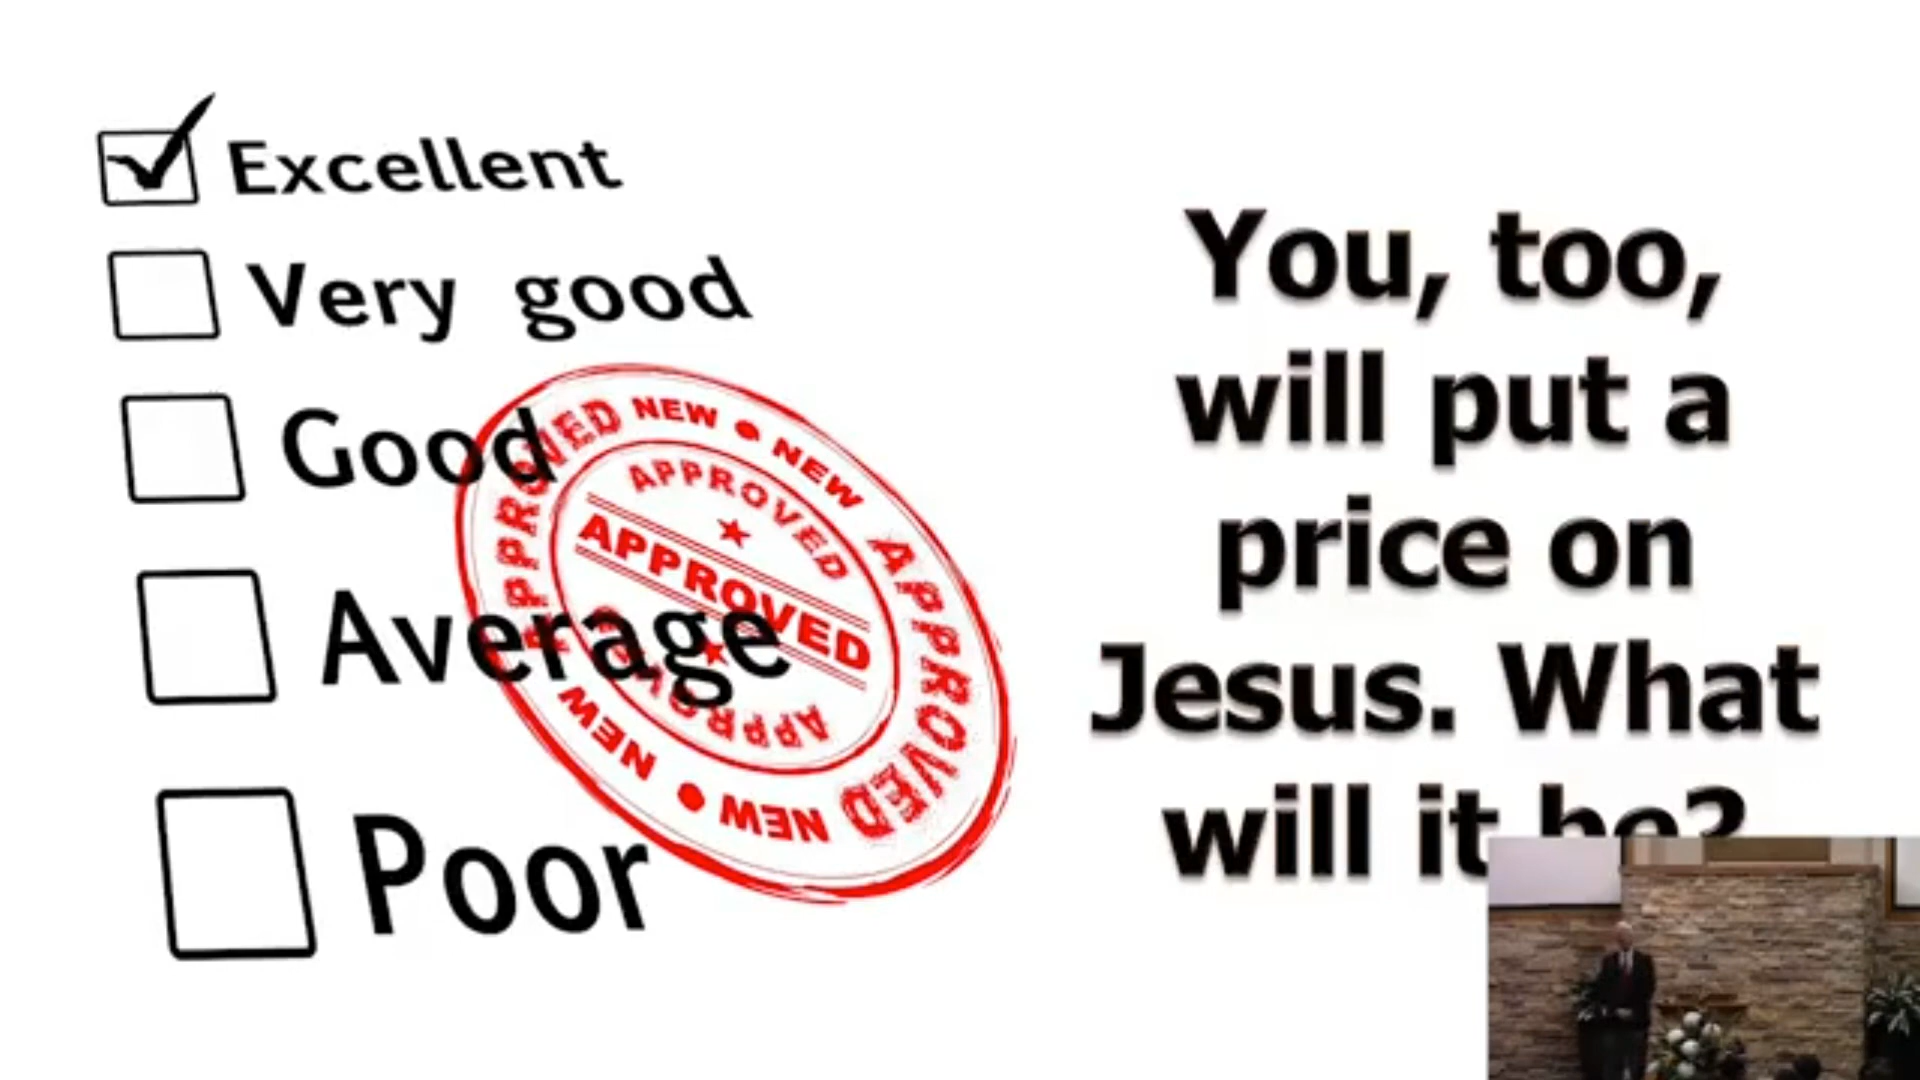 Excellent
Very good
Good
Average
Poor
APPROVED NEW • NEW APPROVED
APPROVED
APPROVED
APPROVED
NEW • NEW
You, too,
will put a
price on
Jesus. What
will it be?